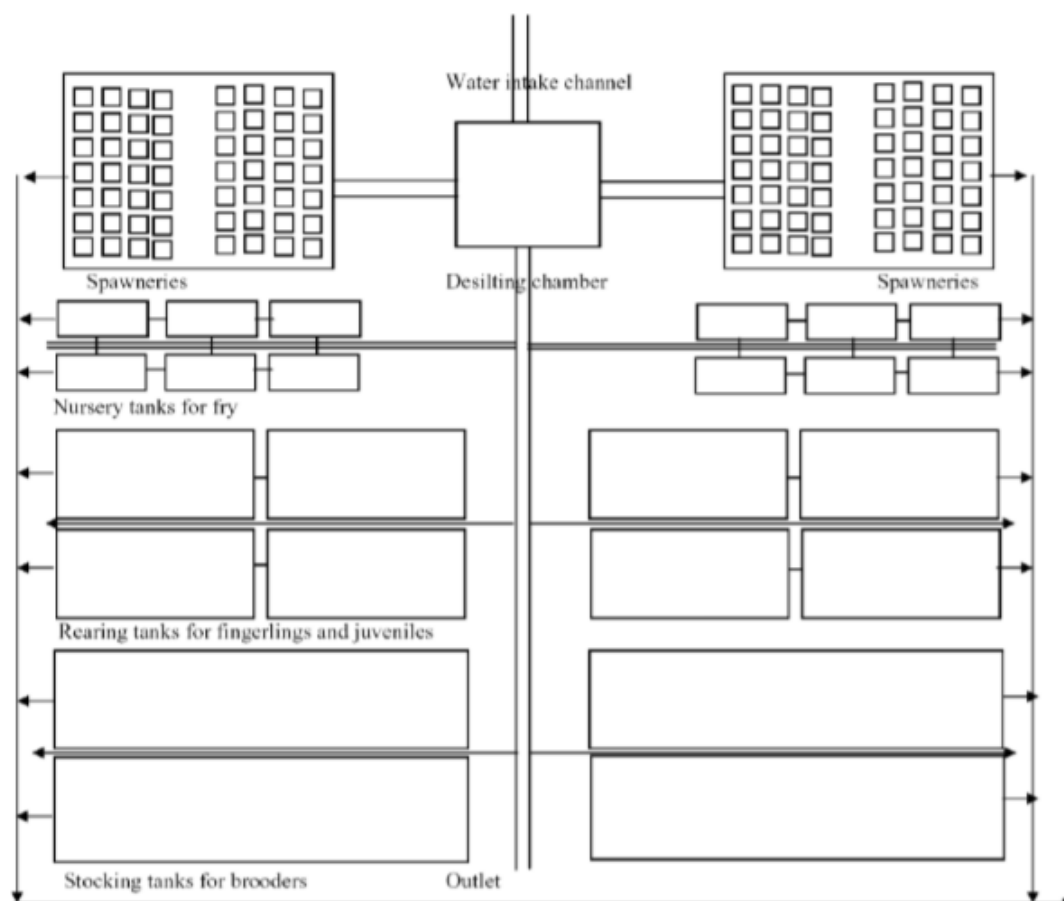 Water intake channel
Spawneries
Desilting chamber
Spawneries
Nursery tanks for fry
Rearing tanks for fingerlings and juveniles
Stocking tanks for brooders
Outlet